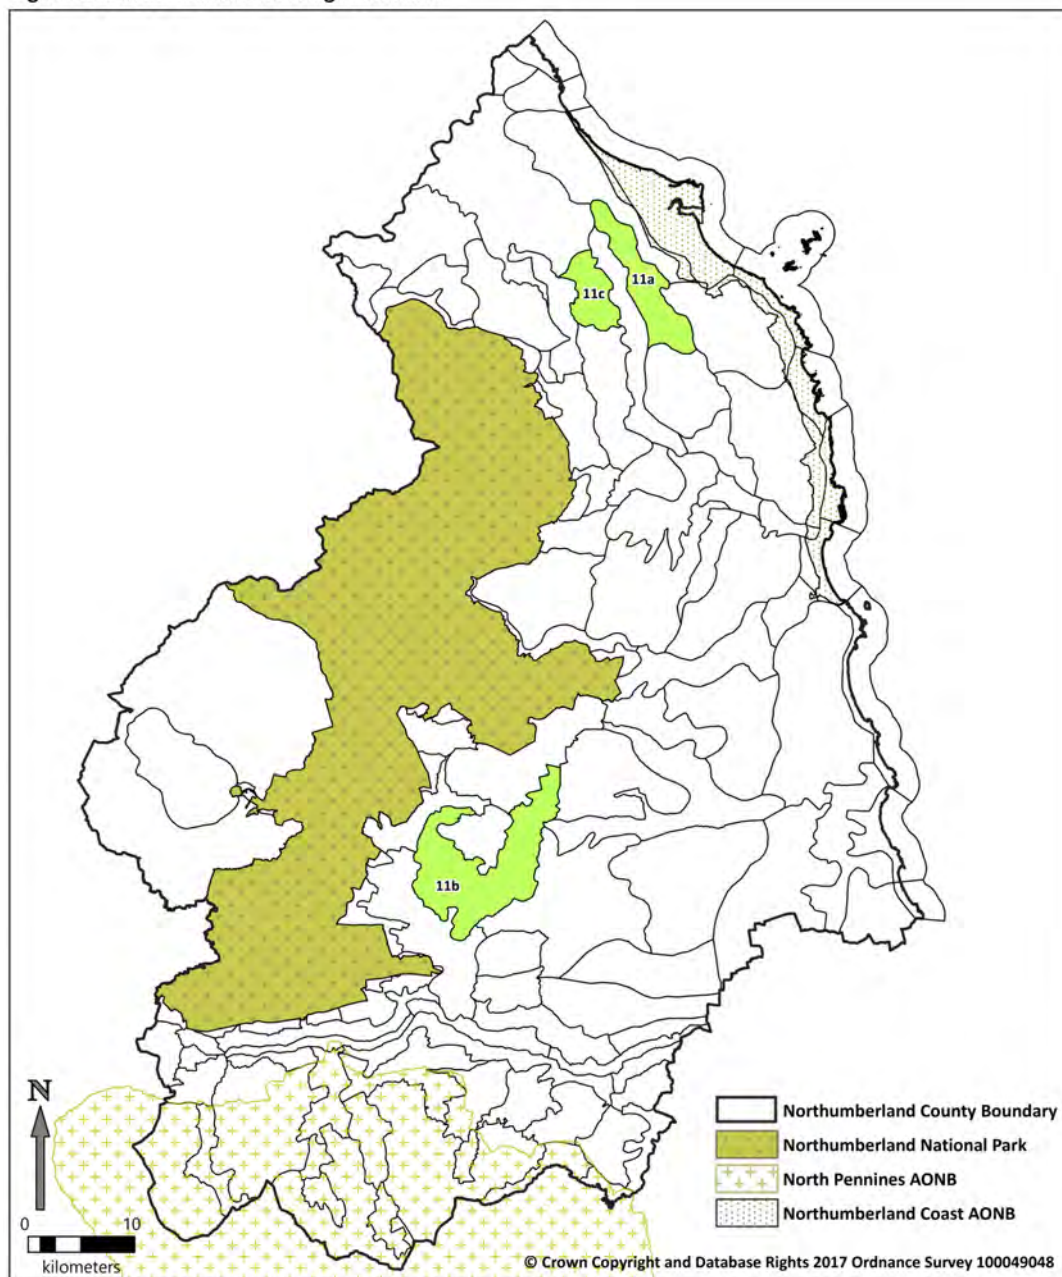 11a
11c
11b
N
0 10
kilometers
Northumberland County Boundary
Northumberland National Park
North Pennines AONB
Northumberland Coast AONB
© Crown Copyright and Database Rights 2017 Ordnance Survey 100049048